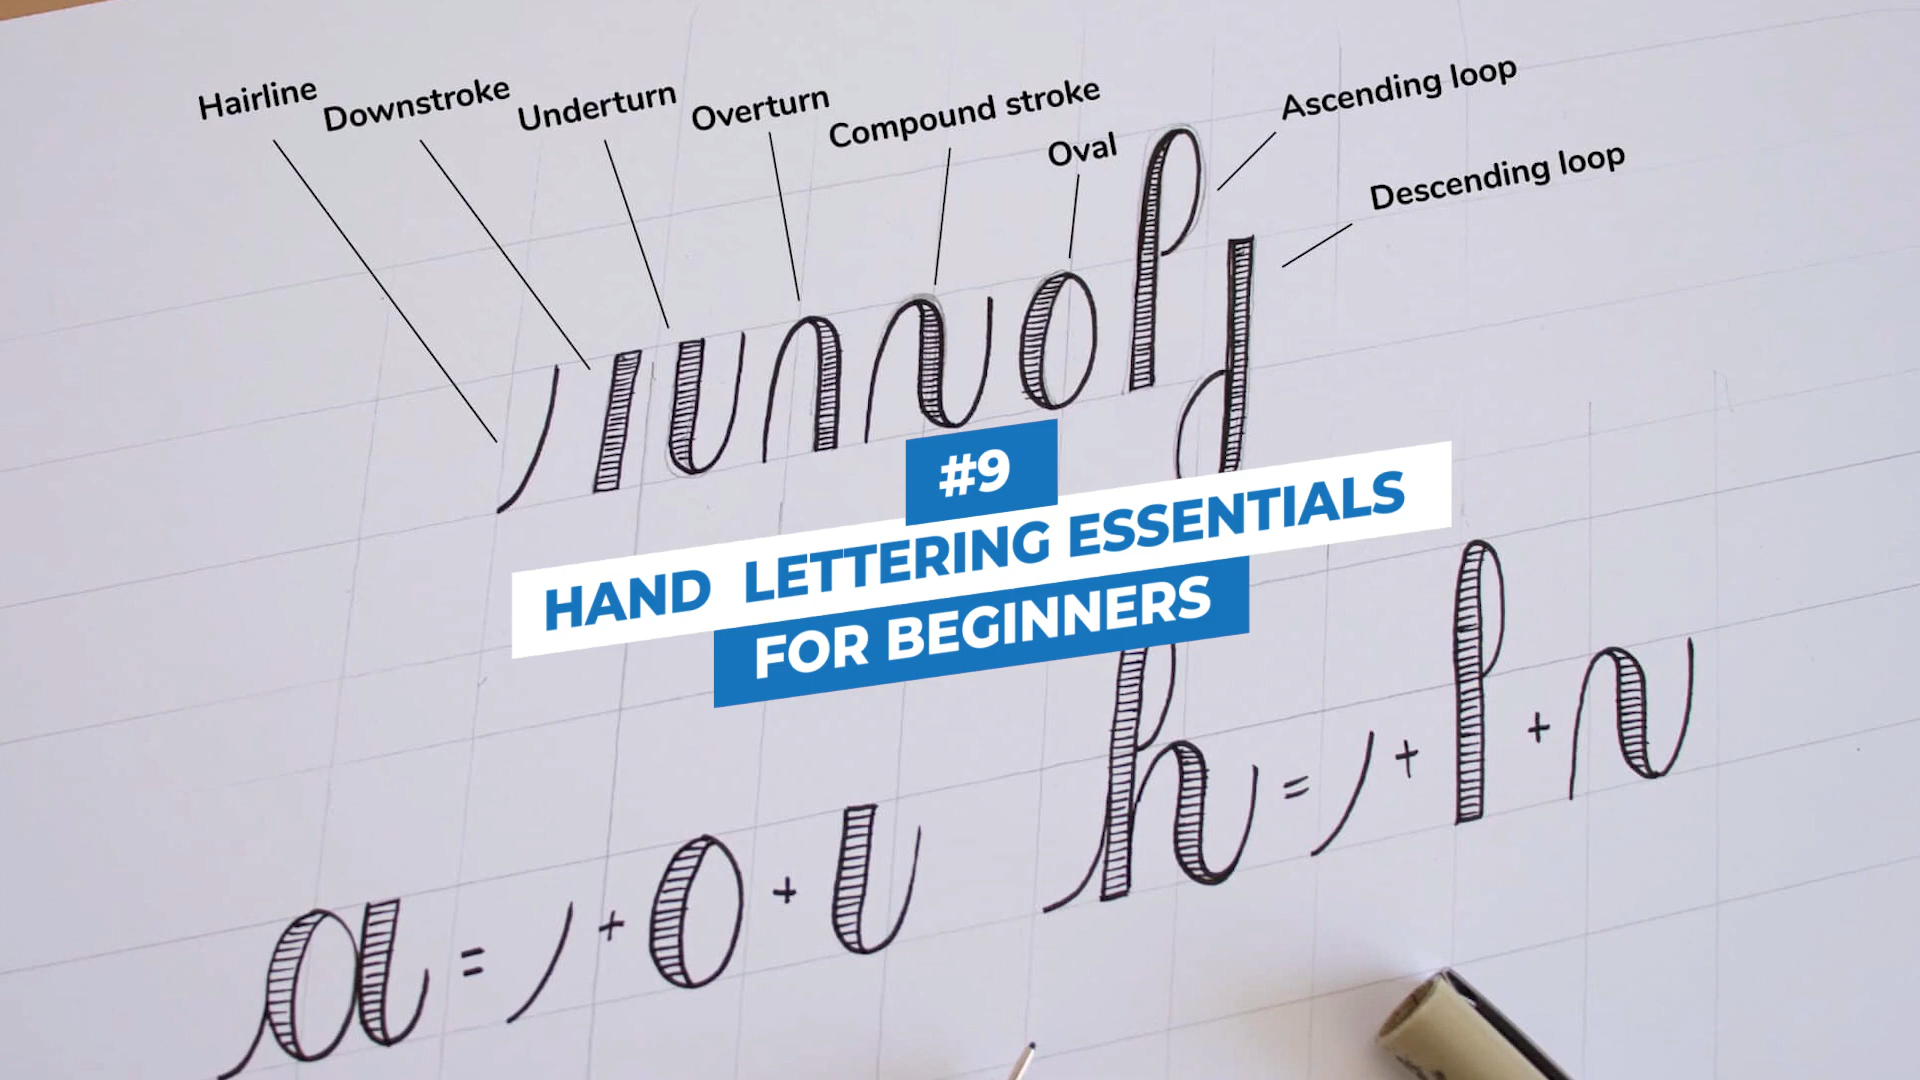 Hairline
Downstroke
Underturn
Overturn
Compound stroke
Oval
Ascending loop
Descending loop
#9
HAND LETTERING ESSENTIALS
FOR BEGINNERS
a = / + o + ι
h = / + l + n